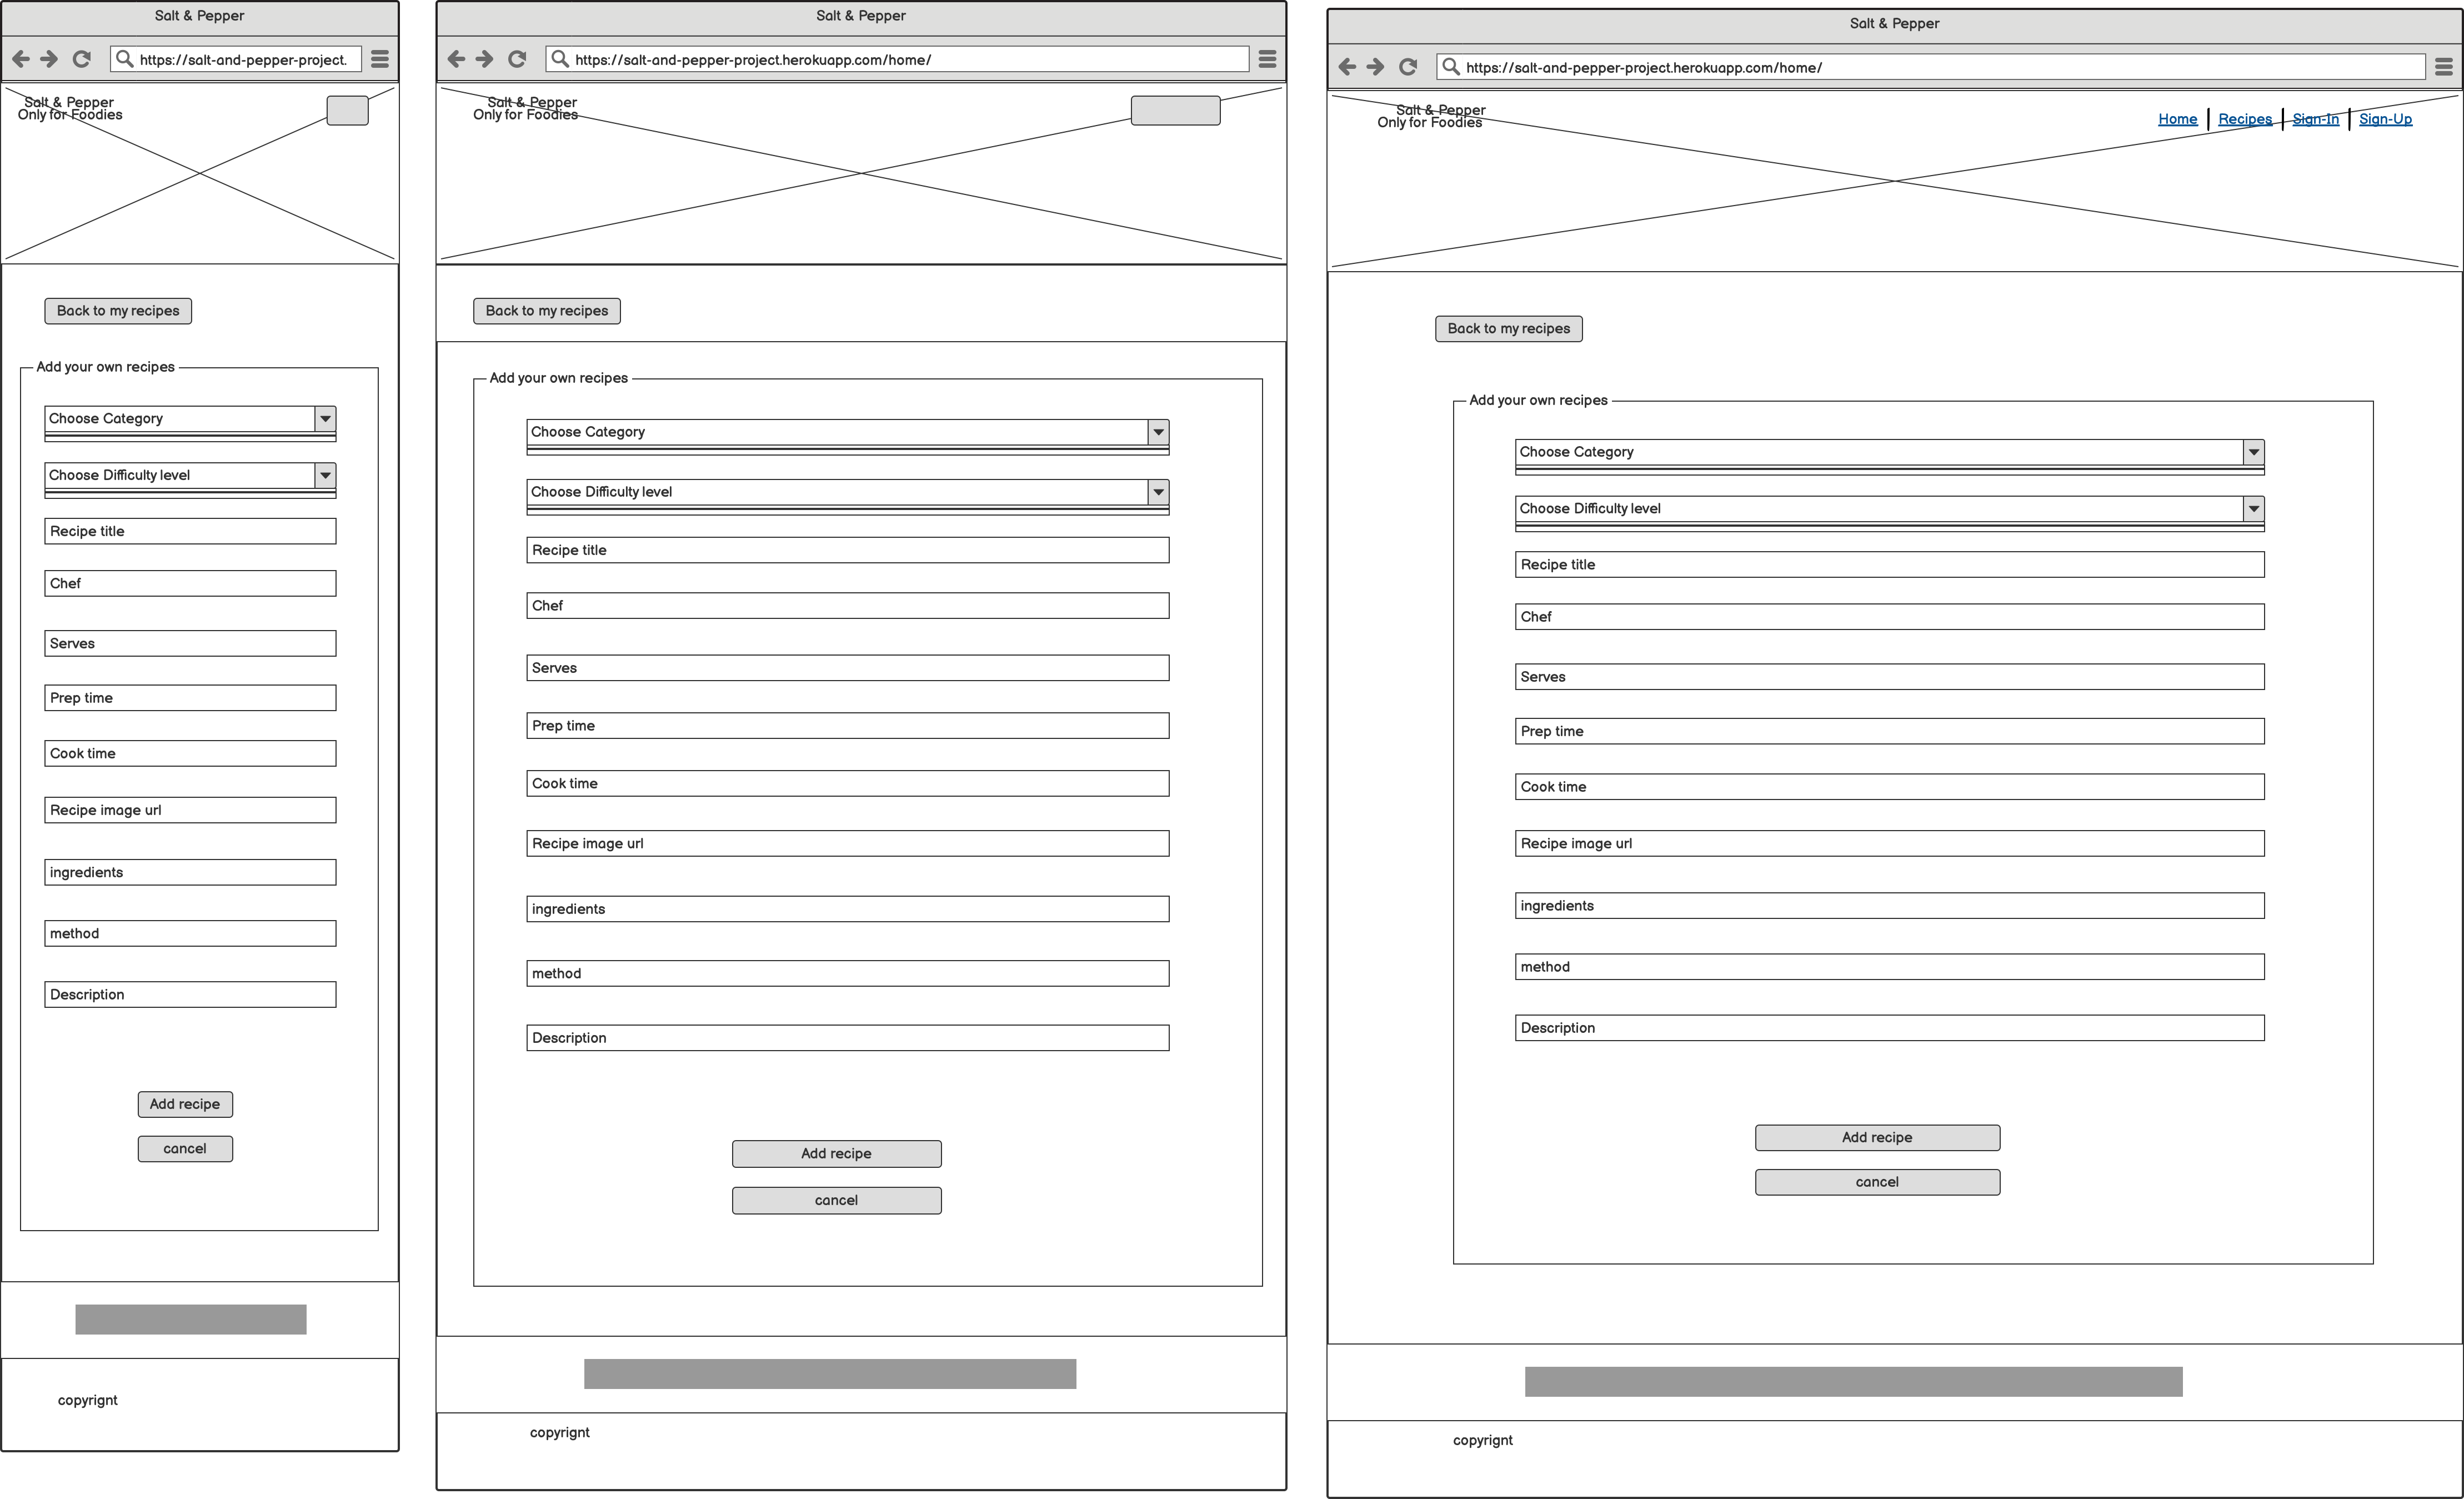 Salt & Pepper
https://salt-and-pepper-project.
Salt & Pepper
Only for Foodies
Back to my recipes
Add your own recipes
Choose Category
Choose Difficulty level
Recipe title
Chef
Serves
Prep time
Cook time
Recipe image url
ingredients
method
Description
Add recipe
cancel
copyrignt
Salt & Pepper
https://salt-and-pepper-project.herokuapp.com/home/
Salt & Pepper
Only for Foodies
Back to my recipes
Add your own recipes
Choose Category
Choose Difficulty level
Recipe title
Chef
Serves
Prep time
Cook time
Recipe image url
ingredients
method
Description
Add recipe
cancel
copyrignt
Salt & Pepper
https://salt-and-pepper-project.herokuapp.com/home/
Salt & Pepper
Only for Foodies
Home | Recipes | Sign-In | Sign-Up
Back to my recipes
Add your own recipes
Choose Category
Choose Difficulty level
Recipe title
Chef
Serves
Prep time
Cook time
Recipe image url
ingredients
method
Description
Add recipe
cancel
copyrignt